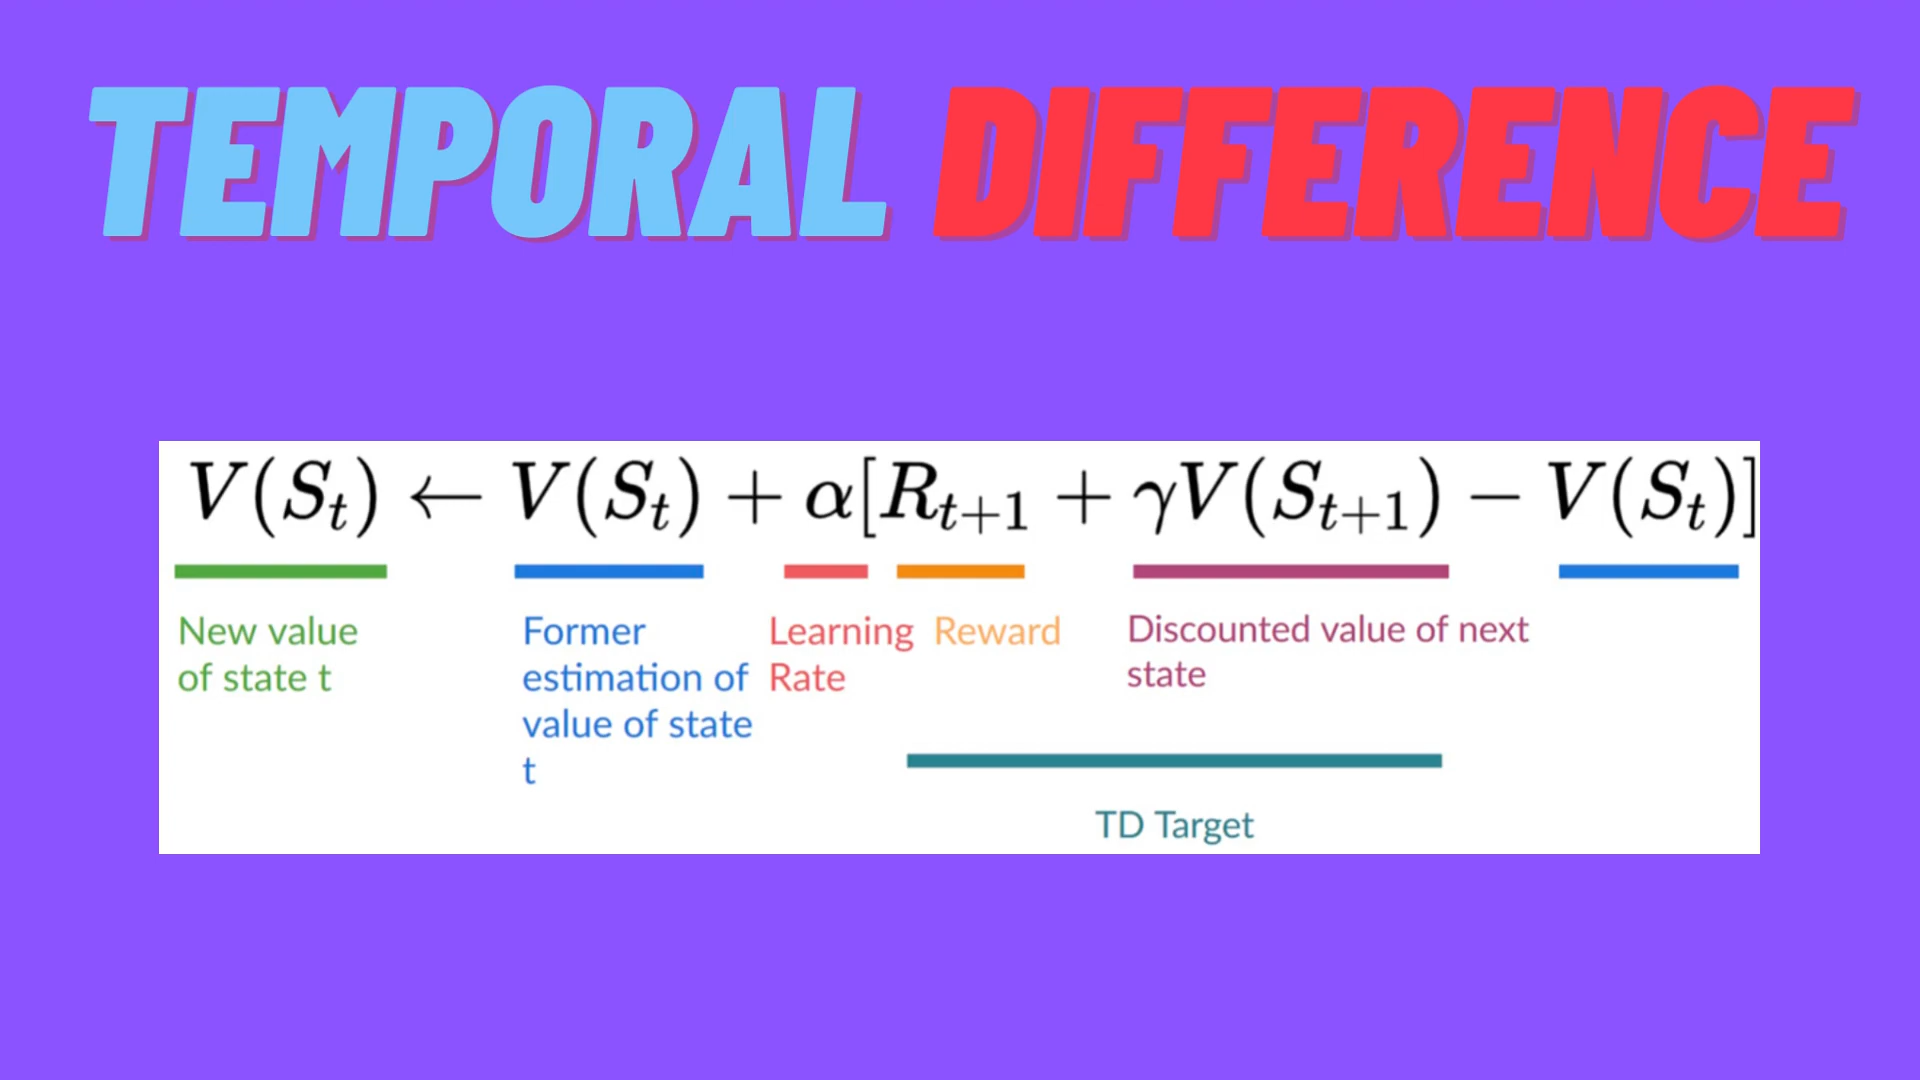 TEMPORAL DIFFERENCE
V(S_t) ← V(S_t) + α[R_{t+1} + γV(S_{t+1}) − V(S_t)]
New value
of state t
Former
estimation of
value of state
t
Learning
Rate
Reward
Discounted value of next
state
TD Target